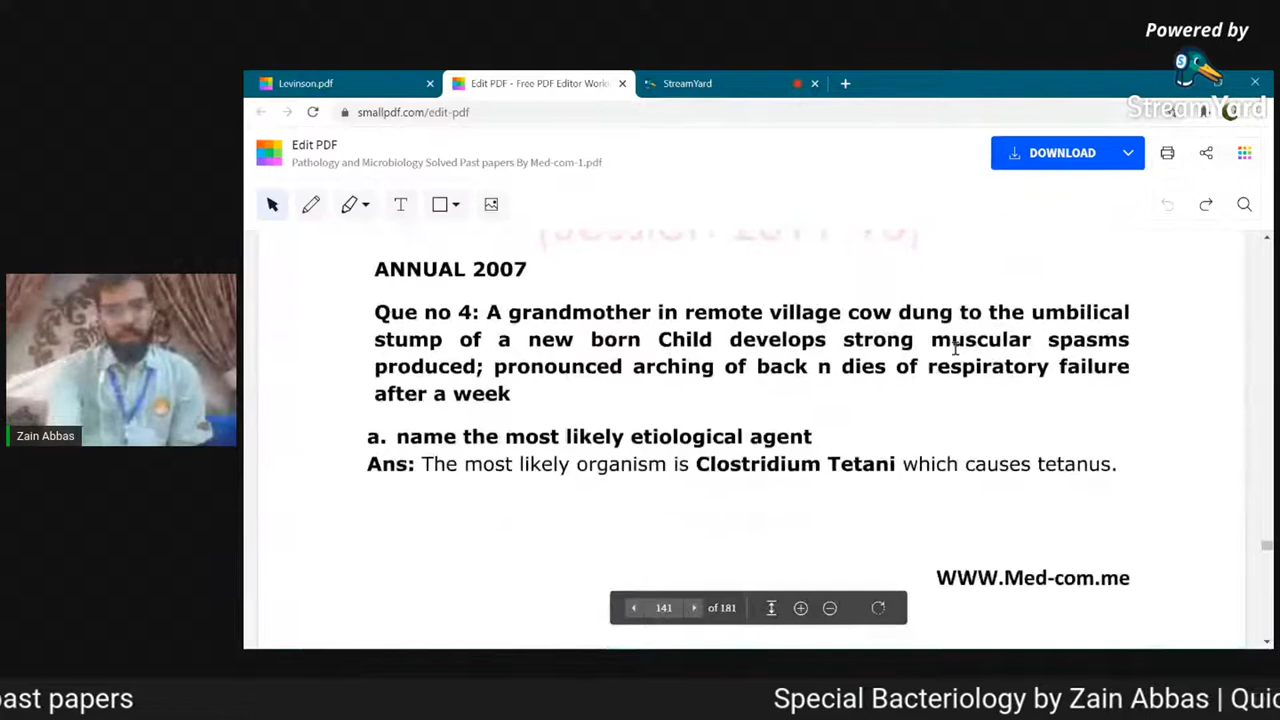 Powered by
StreamYard
Levinson.pdf
Edit PDF - Free PDF Editor Work
StreamYard
smallpdf.com/edit-pdf
Edit PDF
Pathology and Microbiology Solved Past papers By Med-com-1.pdf
DOWNLOAD
T
ANNUAL 2007
Que no 4: A grandmother in remote village cow dung to the umbilical
stump of a new born Child develops strong muscular spasms
produced; pronounced arching of back n dies of respiratory failure
after a week
a. name the most likely etiological agent
Ans: The most likely organism is Clostridium Tetani which causes tetanus.
WWW.Med-com.me
141 of 181
Zain Abbas
past papers
Special Bacteriology by Zain Abbas | Quic